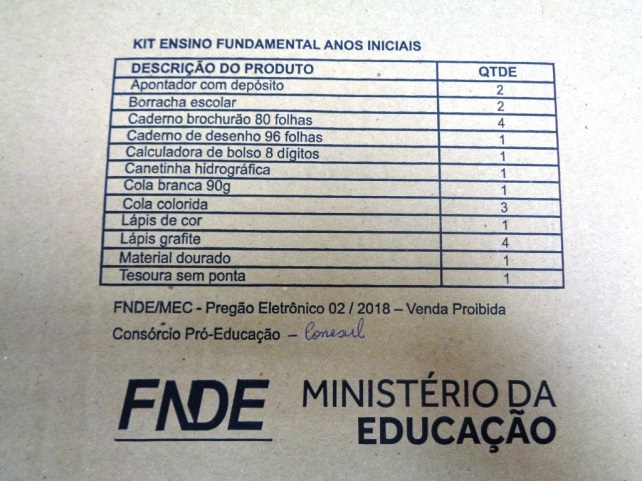 KIT ENSINO FUNDAMENTAL ANOS INICIAIS
DESCRIÇÃO DO PRODUTO QTDE
Apontador com depósito 2
Borracha escolar 2
Caderno brochurão 80 folhas 4
Caderno de desenho 96 folhas 1
Calculadora de bolso 8 dígitos 1
Canetinha hidrográfica 1
Cola branca 90g 1
Cola colorida 3
Lápis de cor 1
Lápis grafite 4
Material dourado 1
Tesoura sem ponta 1
FNDE/MEC - Pregão Eletrônico 02 / 2018 – Venda Proibida
Consórcio Pró-Educação – Conesul
FNDE MINISTÉRIO DA
EDUCAÇÃO